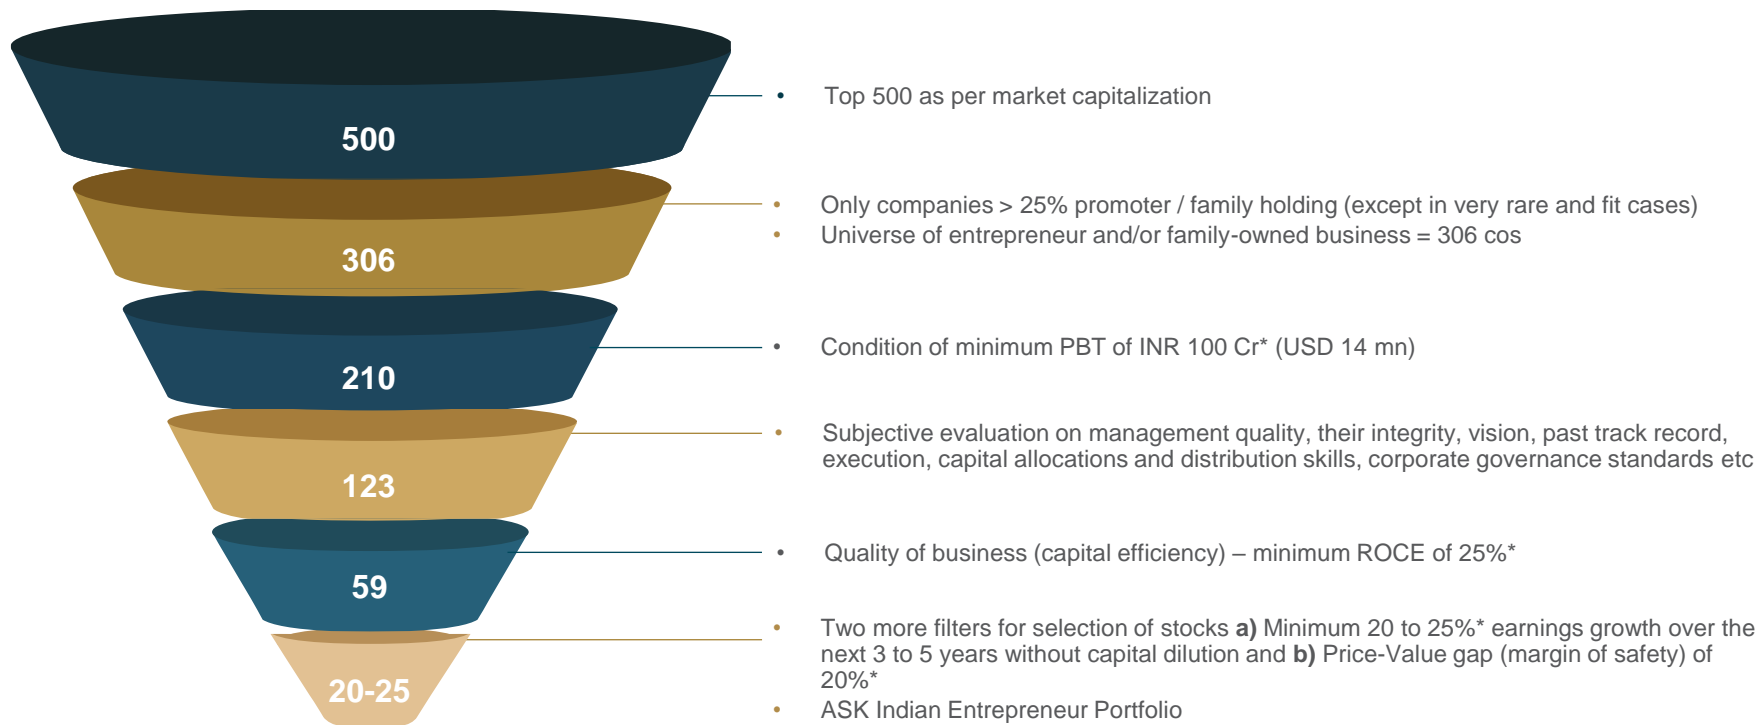 500
• Top 500 as per market capitalization
306
• Only companies > 25% promoter / family holding (except in very rare and fit cases)
• Universe of entrepreneur and/or family-owned business = 306 cos
210
• Condition of minimum PBT of INR 100 Cr* (USD 14 mn)
123
• Subjective evaluation on management quality, their integrity, vision, past track record,
execution, capital allocations and distribution skills, corporate governance standards etc
59
• Quality of business (capital efficiency) – minimum ROCE of 25%*
20-25
• Two more filters for selection of stocks a) Minimum 20 to 25%* earnings growth over the
next 3 to 5 years without capital dilution and b) Price-Value gap (margin of safety) of
20%*
• ASK Indian Entrepreneur Portfolio